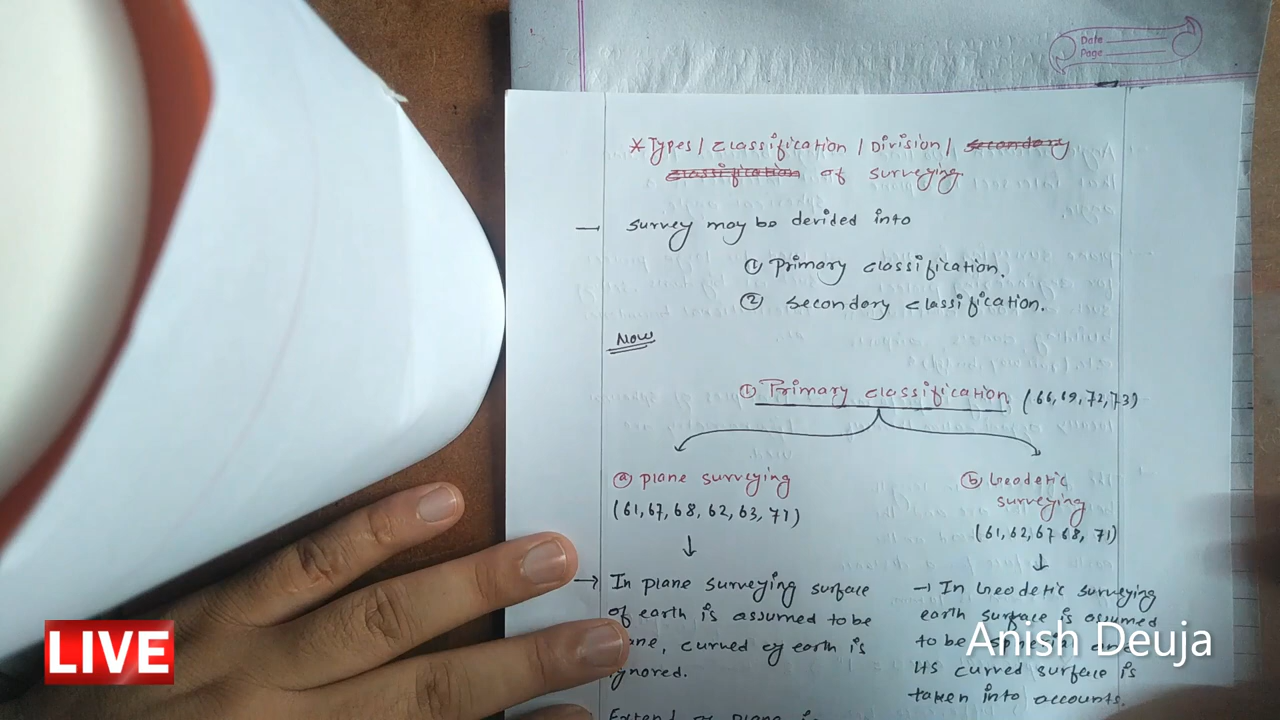 Date
Page
* Types / classification / Division / secondary
classification of surveying
→ survey may be devided into
① Primary classification.
② secondary classification.
Now
① Primary classification. (66,69,72,73)
ⓐ plane surveying
(61,67,68,62,63,71)
ⓑ Geodetic
surveying
(61,62,67 68, 71)
→ In plane surveying surface
of earth is assumed to be
curved of earth is
ignored.
→ In Geodetic surveying
earth surface is assumed
to be
its curved surface is
taken into accounts.
LIVE
Anish Deuja